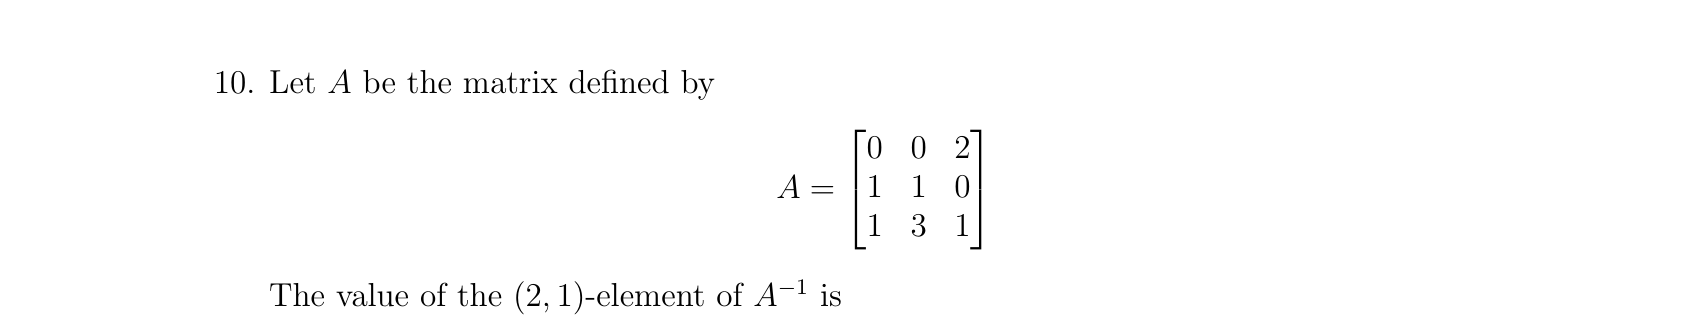 10. Let A be the matrix defined by
A = [0 0 2
1 1 0
1 3 1]
The value of the (2, 1)-element of A⁻¹ is